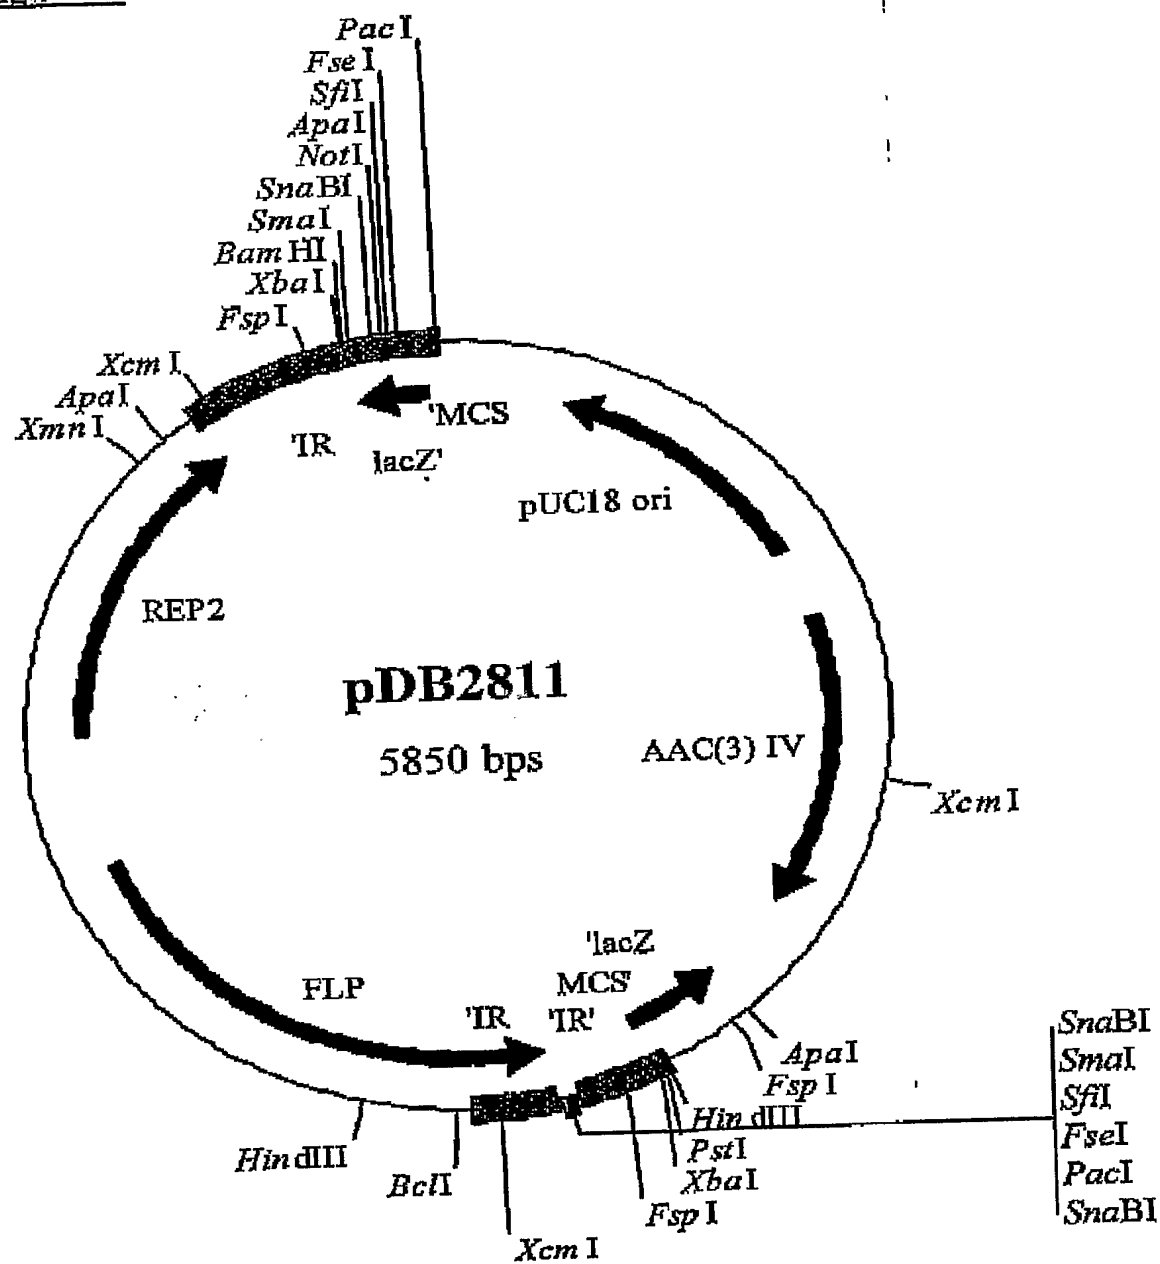 PacI
FseI
SfiI
ApaI
NotI
SnaBI
SmaI
BamHI
XbaI
FspI
XcmI
ApaI
XmnI
'MCS
'IR
lacZ'
pUC18 ori
REP2
pDB2811
5850 bps
AAC(3) IV
XcmI
'lacZ
MCS'
FLP
'IR
'IR'
ApaI
FspI
HindIII
PstI
XbaI
FspI
HindIII
BclI
XcmI
SnaBI
SmaI
SfiI
FseI
PacI
SnaBI